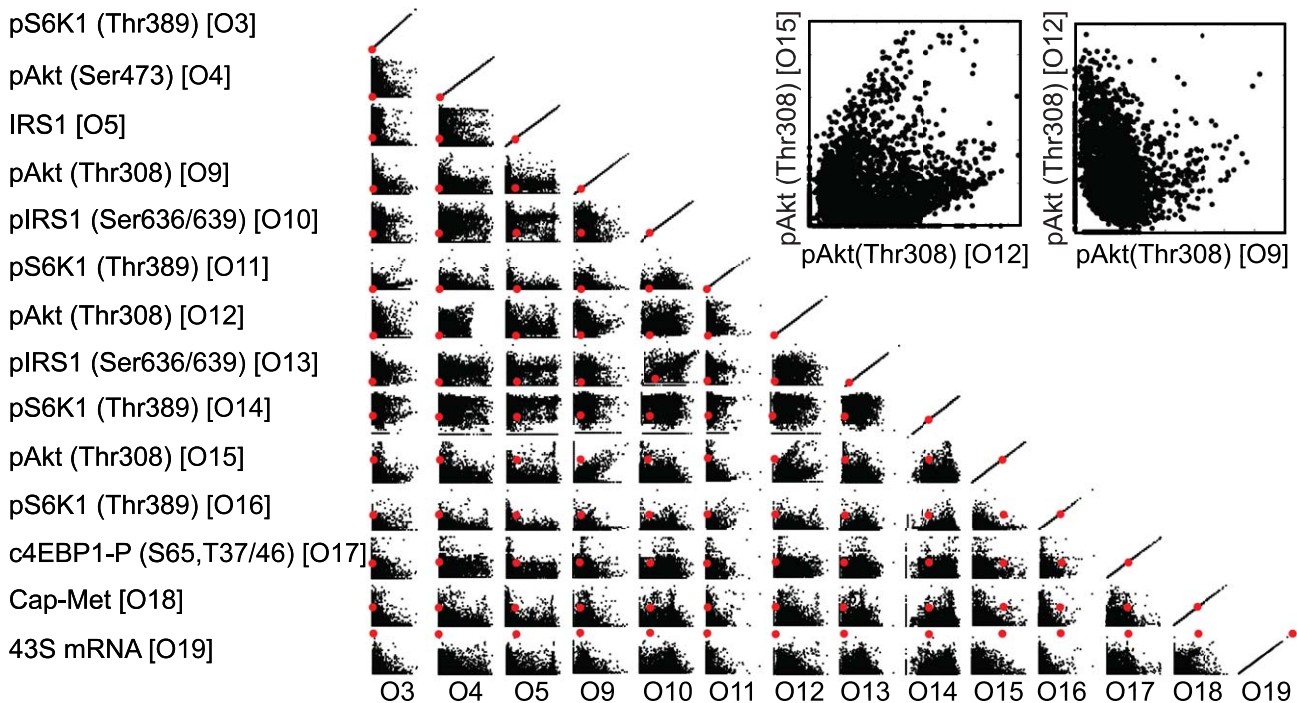 pS6K1 (Thr389) [O3]
pAkt (Ser473) [O4]
IRS1 [O5]
pAkt (Thr308) [O9]
pIRS1 (Ser636/639) [O10]
pS6K1 (Thr389) [O11]
pAkt (Thr308) [O12]
pIRS1 (Ser636/639) [O13]
pS6K1 (Thr389) [O14]
pAkt (Thr308) [O15]
pS6K1 (Thr389) [O16]
c4EBP1-P (S65,T37/46) [O17]
Cap-Met [O18]
43S mRNA [O19]
O3 O4 O5 O9 O10 O11 O12 O13 O14 O15 O16 O17 O18 O19
pAkt (Thr308) [O15]
pAkt(Thr308) [O12]
pAkt (Thr308) [O12]
pAkt(Thr308) [O9]